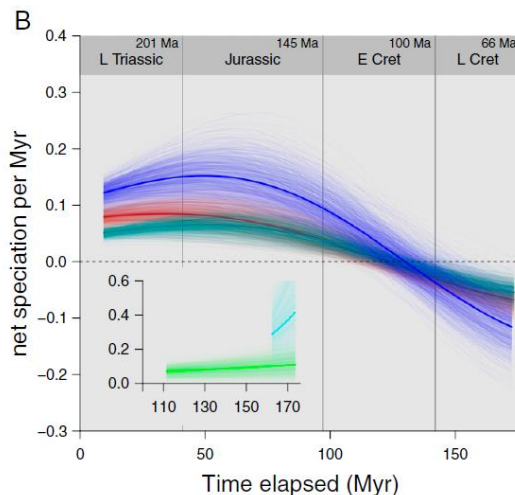 B
201 Ma 145 Ma 100 Ma 66 Ma
L Triassic Jurassic E Cret L Cret
net speciation per Myr
0.4
0.3
0.2
0.1
0.0
−0.1
−0.2
−0.3
0.6
0.4
0.2
0.0
110 130 150 170
0 50 100 150
Time elapsed (Myr)